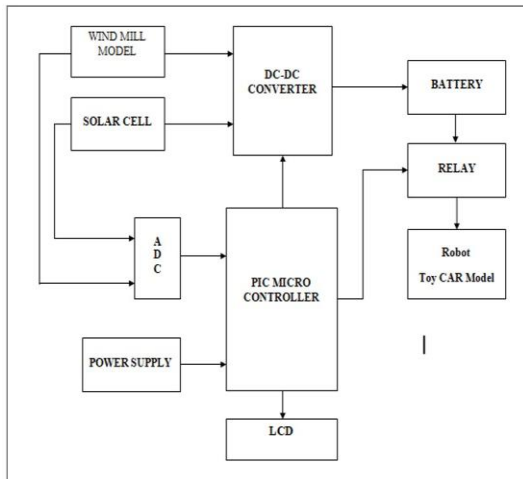 WIND MILL
MODEL
DC-DC
CONVERTER
BATTERY
SOLAR CELL
RELAY
A
D
C
PIC MICRO
CONTROLLER
Robot
Toy CAR Model
POWER SUPPLY
LCD